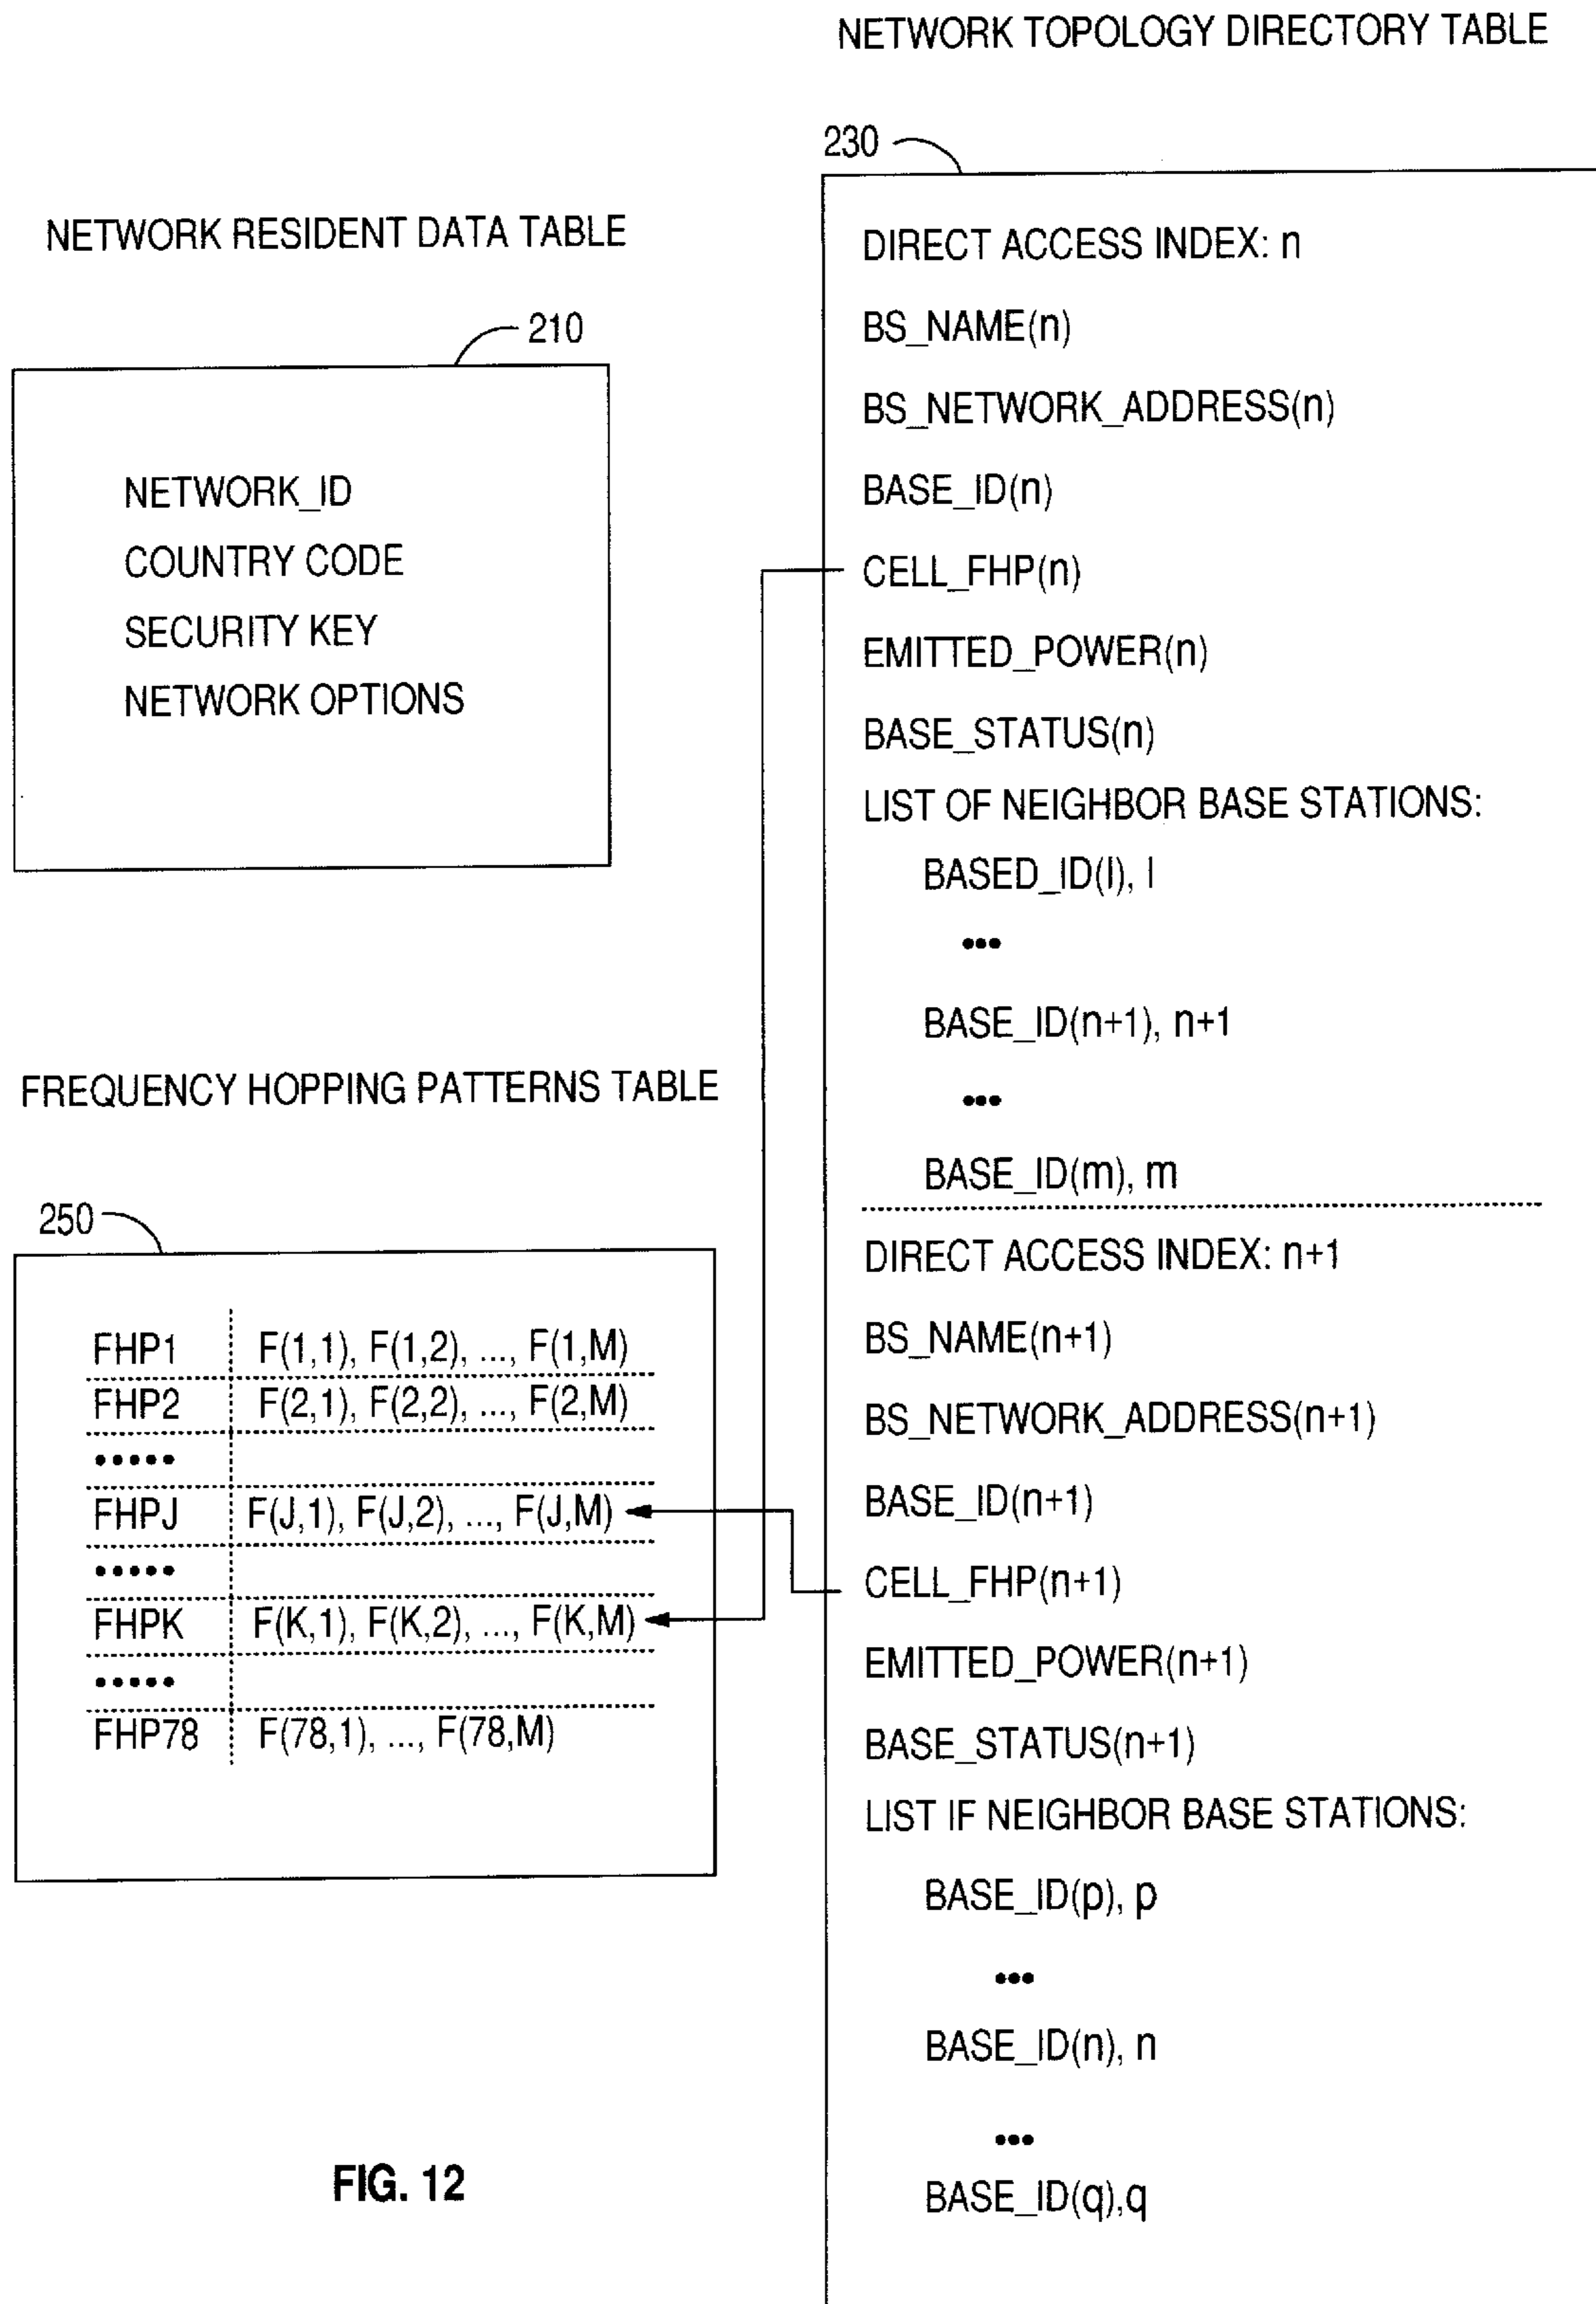 NETWORK TOPOLOGY DIRECTORY TABLE
230
NETWORK RESIDENT DATA TABLE
210
NETWORK_ID
COUNTRY CODE
SECURITY KEY
NETWORK OPTIONS
FREQUENCY HOPPING PATTERNS TABLE
250
FHP1 F(1,1), F(1,2), ..., F(1,M)
FHP2 F(2,1), F(2,2), ..., F(2,M)
•••••
FHPJ F(J,1), F(J,2), ..., F(J,M)
•••••
FHPK F(K,1), F(K,2), ..., F(K,M)
•••••
FHP78 F(78,1), ..., F(78,M)
DIRECT ACCESS INDEX: n
BS_NAME(n)
BS_NETWORK_ADDRESS(n)
BASE_ID(n)
CELL_FHP(n)
EMITTED_POWER(n)
BASE_STATUS(n)
LIST OF NEIGHBOR BASE STATIONS:
BASED_ID(l), l
•••
BASE_ID(n+1), n+1
•••
BASE_ID(m), m
DIRECT ACCESS INDEX: n+1
BS_NAME(n+1)
BS_NETWORK_ADDRESS(n+1)
BASE_ID(n+1)
CELL_FHP(n+1)
EMITTED_POWER(n+1)
BASE_STATUS(n+1)
LIST IF NEIGHBOR BASE STATIONS:
BASE_ID(p), p
•••
BASE_ID(n), n
•••
BASE_ID(q),q
FIG. 12